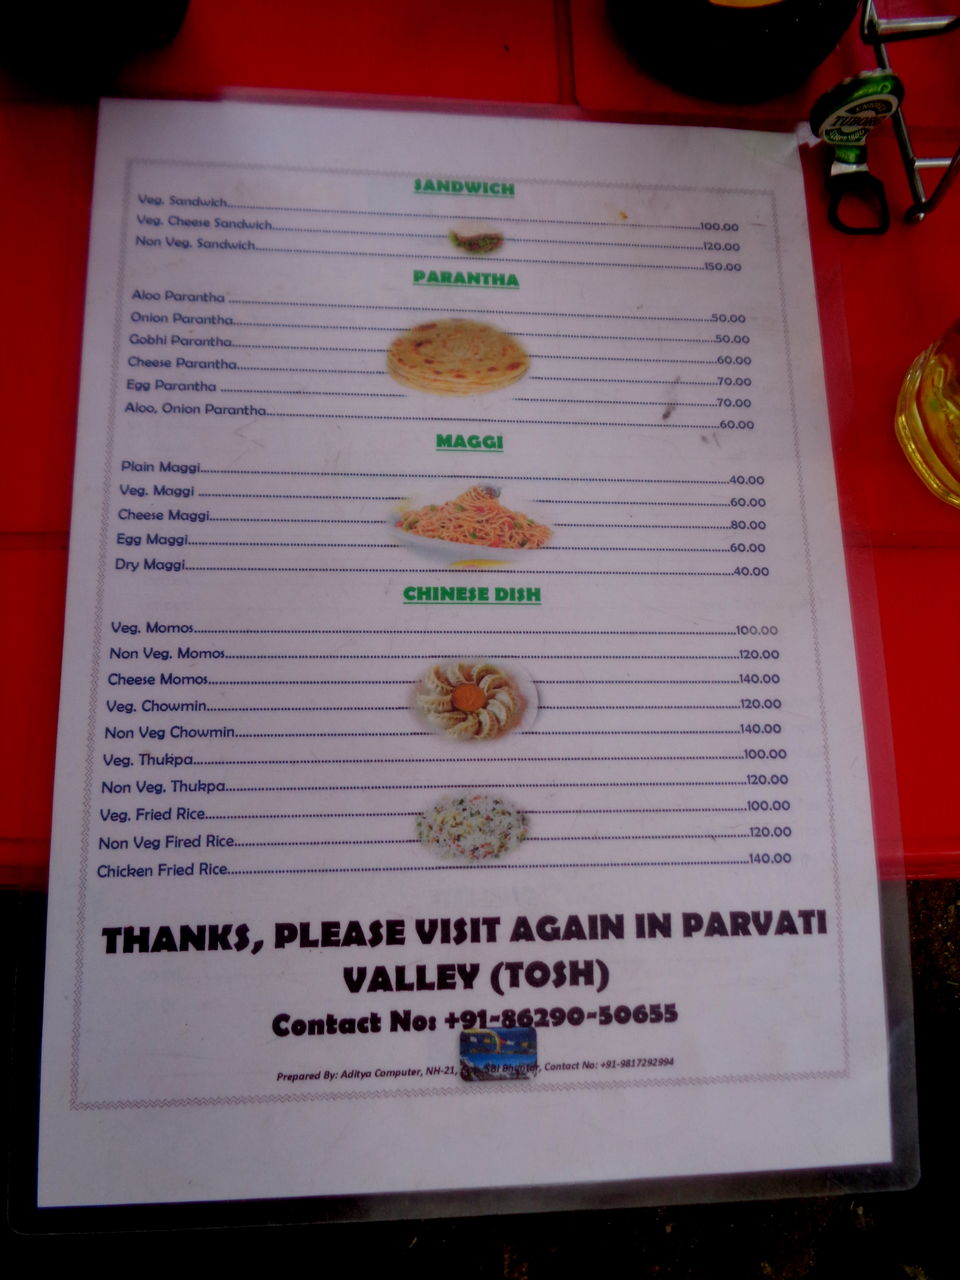 SANDWICH
Veg. Sandwich 100.00
Veg. Cheese Sandwich 120.00
Non Veg. Sandwich 150.00
PARANTHA
Aloo Parantha 50.00
Onion Parantha 50.00
Gobhi Parantha 60.00
Cheese Parantha 70.00
Egg Parantha 70.00
Aloo, Onion Parantha 60.00
MAGGI
Plain Maggi 40.00
Veg. Maggi 60.00
Cheese Maggi 80.00
Egg Maggi 60.00
Dry Maggi 40.00
CHINESE DISH
Veg. Momos 100.00
Non Veg. Momos 120.00
Cheese Momos 140.00
Veg. Chowmin 120.00
Non Veg Chowmin 140.00
Veg. Thukpa 100.00
Non Veg. Thukpa 120.00
Veg. Fried Rice 100.00
Non Veg Fired Rice 120.00
Chicken Fried Rice 140.00
THANKS, PLEASE VISIT AGAIN IN PARVATI
VALLEY (TOSH)
Contact No: +91-86290-50655
Prepared By: Aditya Computer, NH-21, SBI Bhuntar, Contact No: +91-9817292994
TUBORG